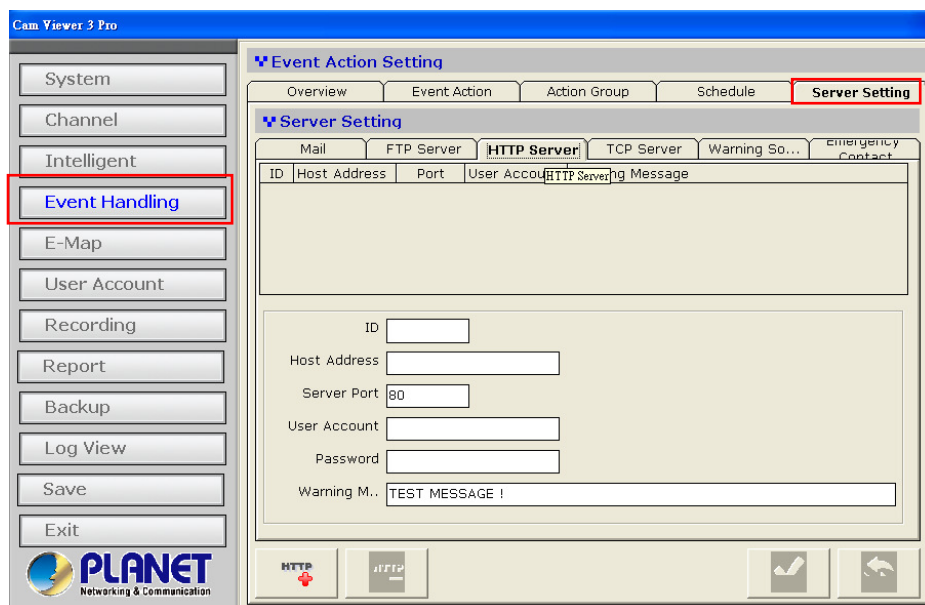 Cam Viewer 3 Pro
System
Channel
Intelligent
Event Handling
E-Map
User Account
Recording
Report
Backup
Log View
Save
Exit
PLANET
Networking & Communication
Event Action Setting
Overview Event Action Action Group Schedule Server Setting
Server Setting
Mail FTP Server HTTP Server TCP Server Warning So... Emergency Contact
ID Host Address Port User Accou HTTP Server ng Message
ID
Host Address
Server Port 80
User Account
Password
Warning M.. TEST MESSAGE !
HTTP HTTP